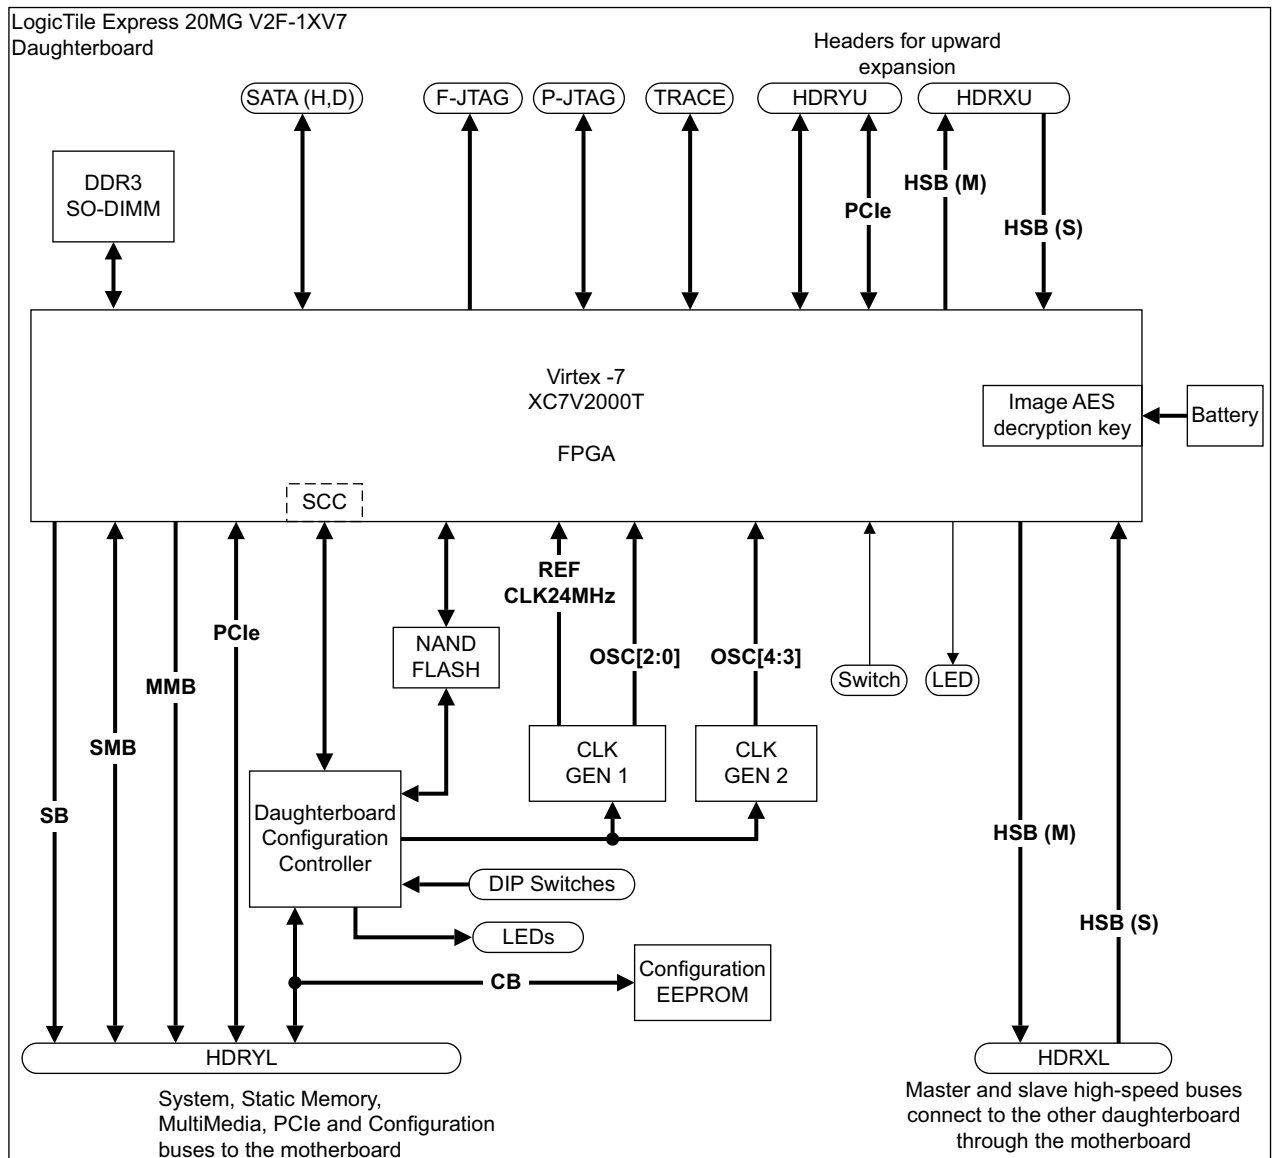 LogicTile Express 20MG V2F-1XV7
Daughterboard
Headers for upward
expansion
SATA (H,D)
F-JTAG
P-JTAG
TRACE
HDRYU
HDRXU
DDR3
SO-DIMM
HSB (M)
PCIe
HSB (S)
Virtex -7
XC7V2000T
FPGA
Image AES
decryption key
Battery
SCC
REF
CLK24MHz
PCIe
NAND
FLASH
OSC[2:0]
OSC[4:3]
MMB
Switch
LED
SMB
CLK
GEN 1
CLK
GEN 2
SB
Daughterboard
Configuration
Controller
HSB (M)
DIP Switches
HSB (S)
LEDs
CB
Configuration
EEPROM
HDRYL
HDRXL
System, Static Memory,
MultiMedia, PCIe and Configuration
buses to the motherboard
Master and slave high-speed buses
connect to the other daughterboard
through the motherboard